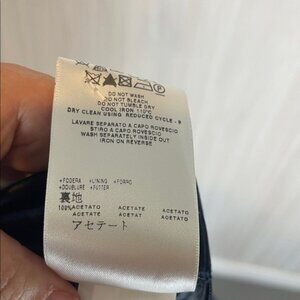 DO NOT WASH
DO NOT BLEACH
DO NOT TUMBLE DRY
COOL IRON 110°C
DRY CLEAN USING REDUCED CYCLE - P
LAVARE SEPARATO A CAPO ROVESCIO
STIRO A CAPO ROVESCIO
WASH SEPARATELY INSIDE OUT
IRON ON REVERSE
+FODERA +LINING +FORRO
+DOUBLURE +FUTTER
裏地
100%ACETATO ACETATE ACETATO
ACETATE ACETAT ACETATO
アセテート